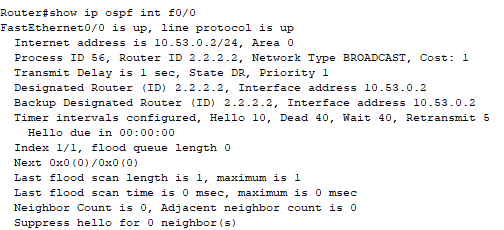 Router#show ip ospf int f0/0
FastEthernet0/0 is up, line protocol is up
Internet address is 10.53.0.2/24, Area 0
Process ID 56, Router ID 2.2.2.2, Network Type BROADCAST, Cost: 1
Transmit Delay is 1 sec, State DR, Priority 1
Designated Router (ID) 2.2.2.2, Interface address 10.53.0.2
Backup Designated Router (ID) 2.2.2.2, Interface address 10.53.0.2
Timer intervals configured, Hello 10, Dead 40, Wait 40, Retransmit 5
Hello due in 00:00:00
Index 1/1, flood queue length 0
Next 0x0(0)/0x0(0)
Last flood scan length is 1, maximum is 1
Last flood scan time is 0 msec, maximum is 0 msec
Neighbor Count is 0, Adjacent neighbor count is 0
Suppress hello for 0 neighbor(s)